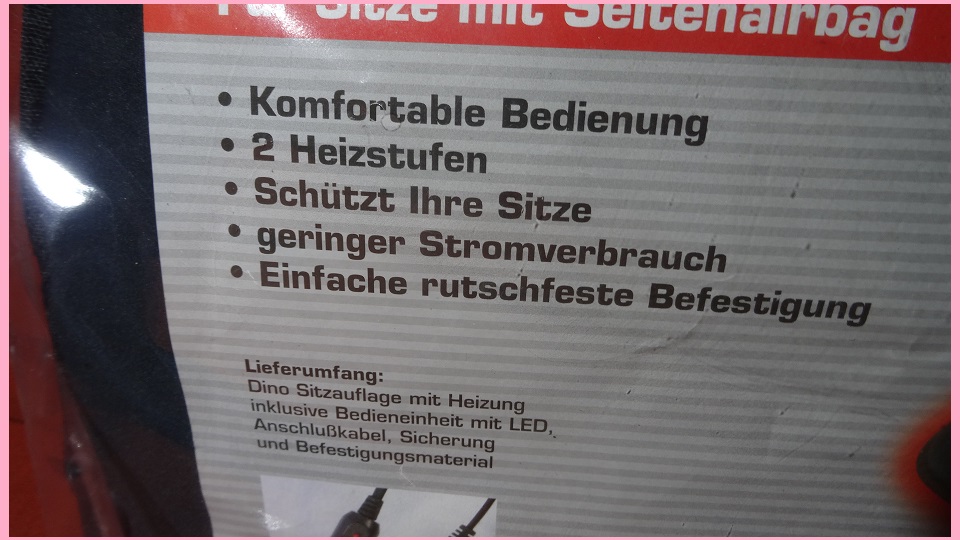 Für Sitze mit Seitenairbag
• Komfortable Bedienung
• 2 Heizstufen
• Schützt Ihre Sitze
• geringer Stromverbrauch
• Einfache rutschfeste Befestigung
Lieferumfang:
Dino Sitzauflage mit Heizung
inklusive Bedieneinheit mit LED,
Anschlußkabel, Sicherung
und Befestigungsmaterial